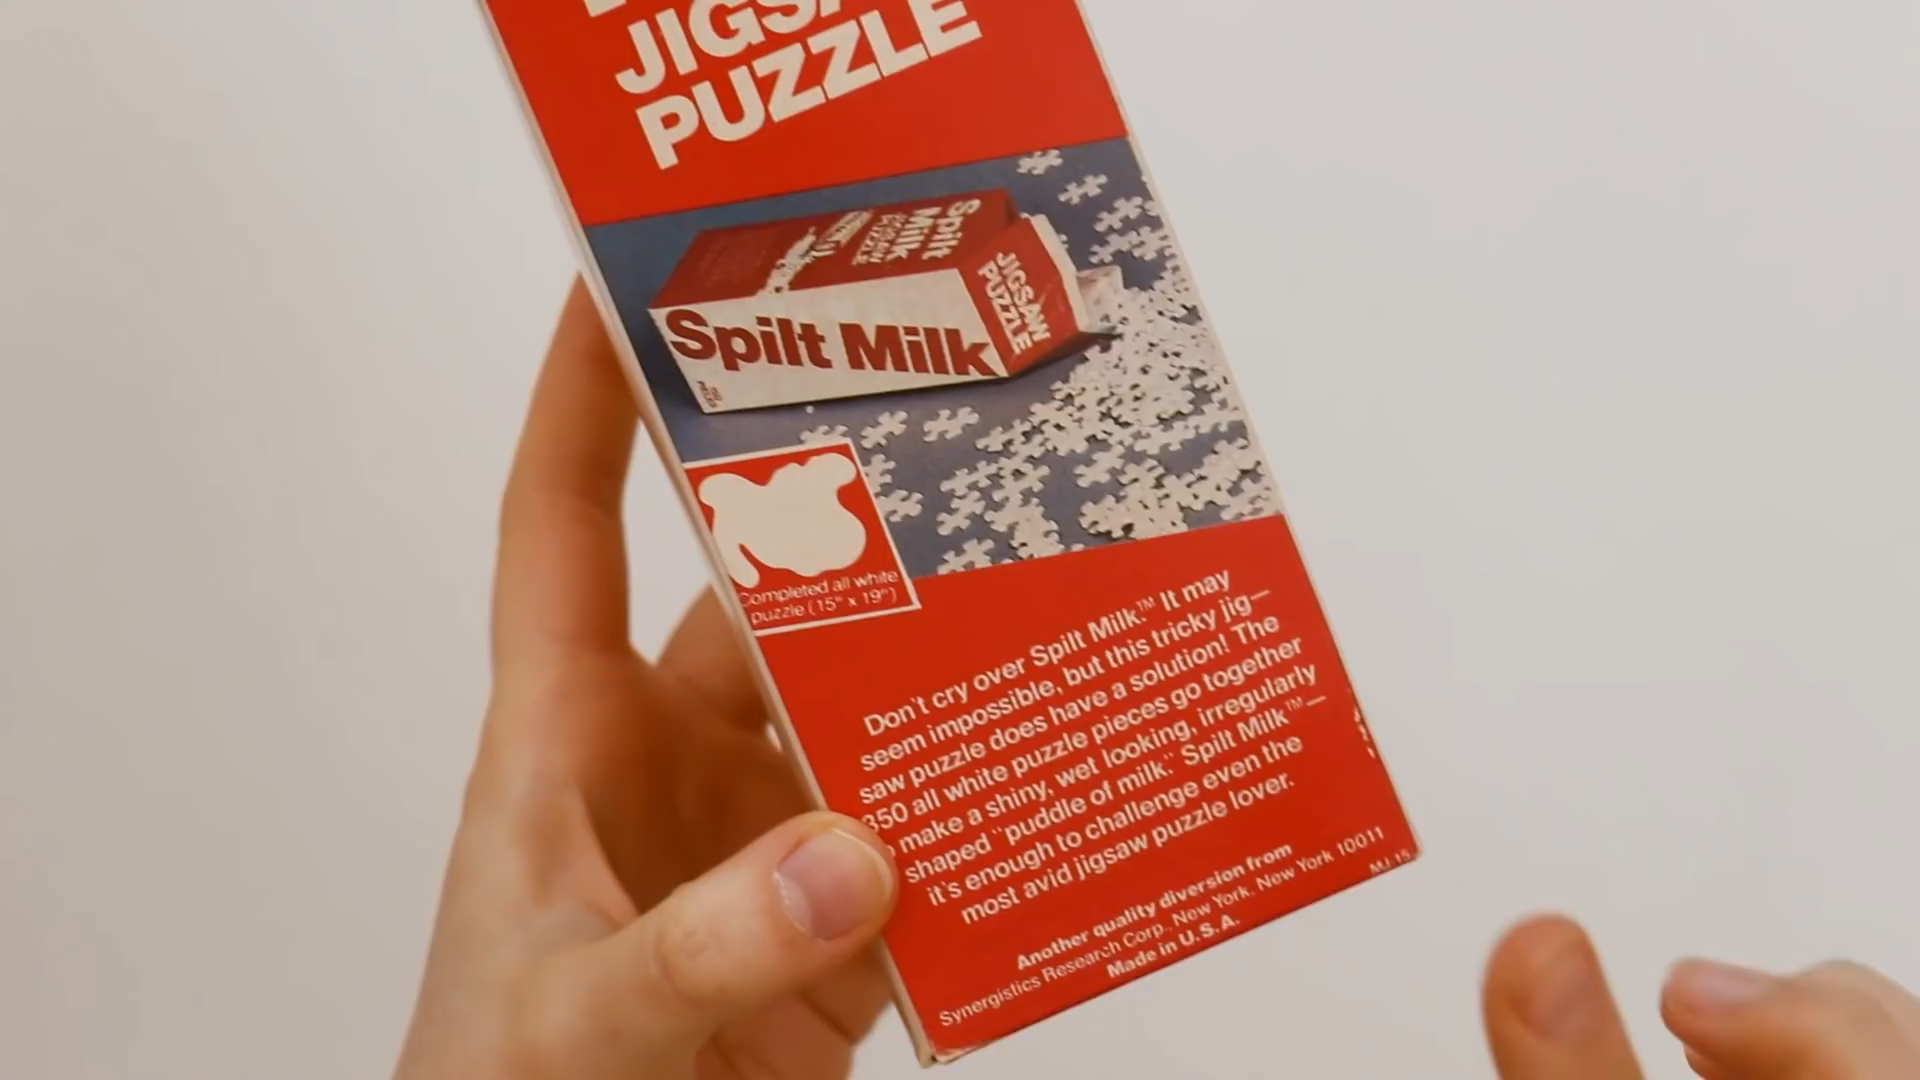 JIGSA
PUZZLE
Spilt
Milk
JIGSAW
PUZZLE
JIGSAW
PUZZLE
Spilt Milk
Completed all white
puzzle (15" x 19")
Don't cry over Spilt Milk.™ It may
seem impossible, but this tricky jig—
saw puzzle does have a solution! The
350 all white puzzle pieces go together
make a shiny, wet looking, irregularly
shaped "puddle of milk." Spilt Milk™—
it's enough to challenge even the
most avid jigsaw puzzle lover.
Another quality diversion from
Synergistics Research Corp., New York, New York 10011
Made in U.S.A.
MJ-15